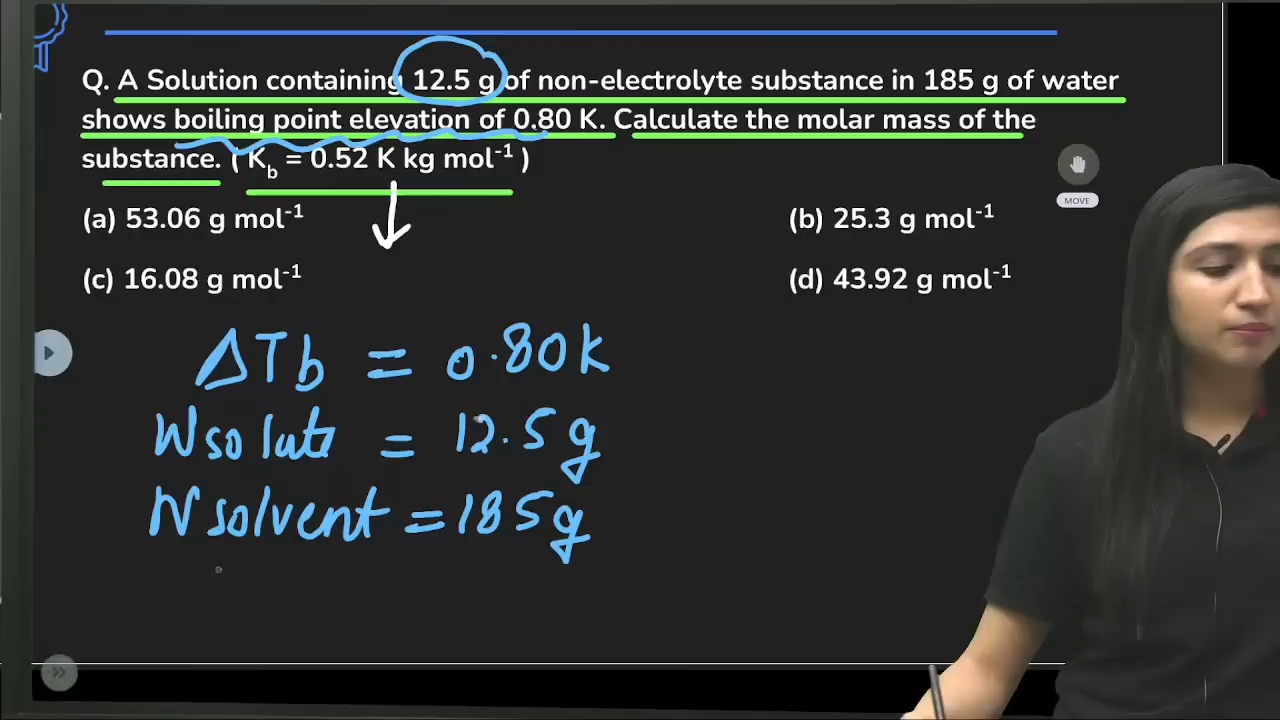 Q. A Solution containing 12.5 g of non-electrolyte substance in 185 g of water
shows boiling point elevation of 0.80 K. Calculate the molar mass of the
substance. ( K_b = 0.52 K kg mol⁻¹ )
(a) 53.06 g mol⁻¹ (b) 25.3 g mol⁻¹
(c) 16.08 g mol⁻¹ (d) 43.92 g mol⁻¹
MOVE
ΔTb = 0.80k
Wsolute = 12.5g
Wsolvent = 185g